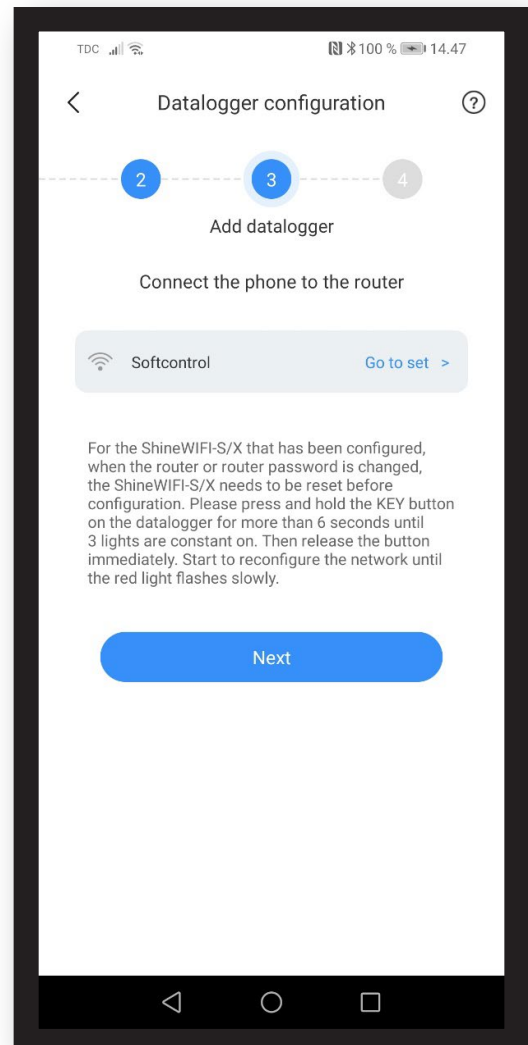 TDC 100 % 14.47
Datalogger configuration ?
2 3 4
Add datalogger
Connect the phone to the router
Softcontrol Go to set >
For the ShineWIFI-S/X that has been configured,
when the router or router password is changed,
the ShineWIFI-S/X needs to be reset before
configuration. Please press and hold the KEY button
on the datalogger for more than 6 seconds until
3 lights are constant on. Then release the button
immediately. Start to reconfigure the network until
the red light flashes slowly.
Next